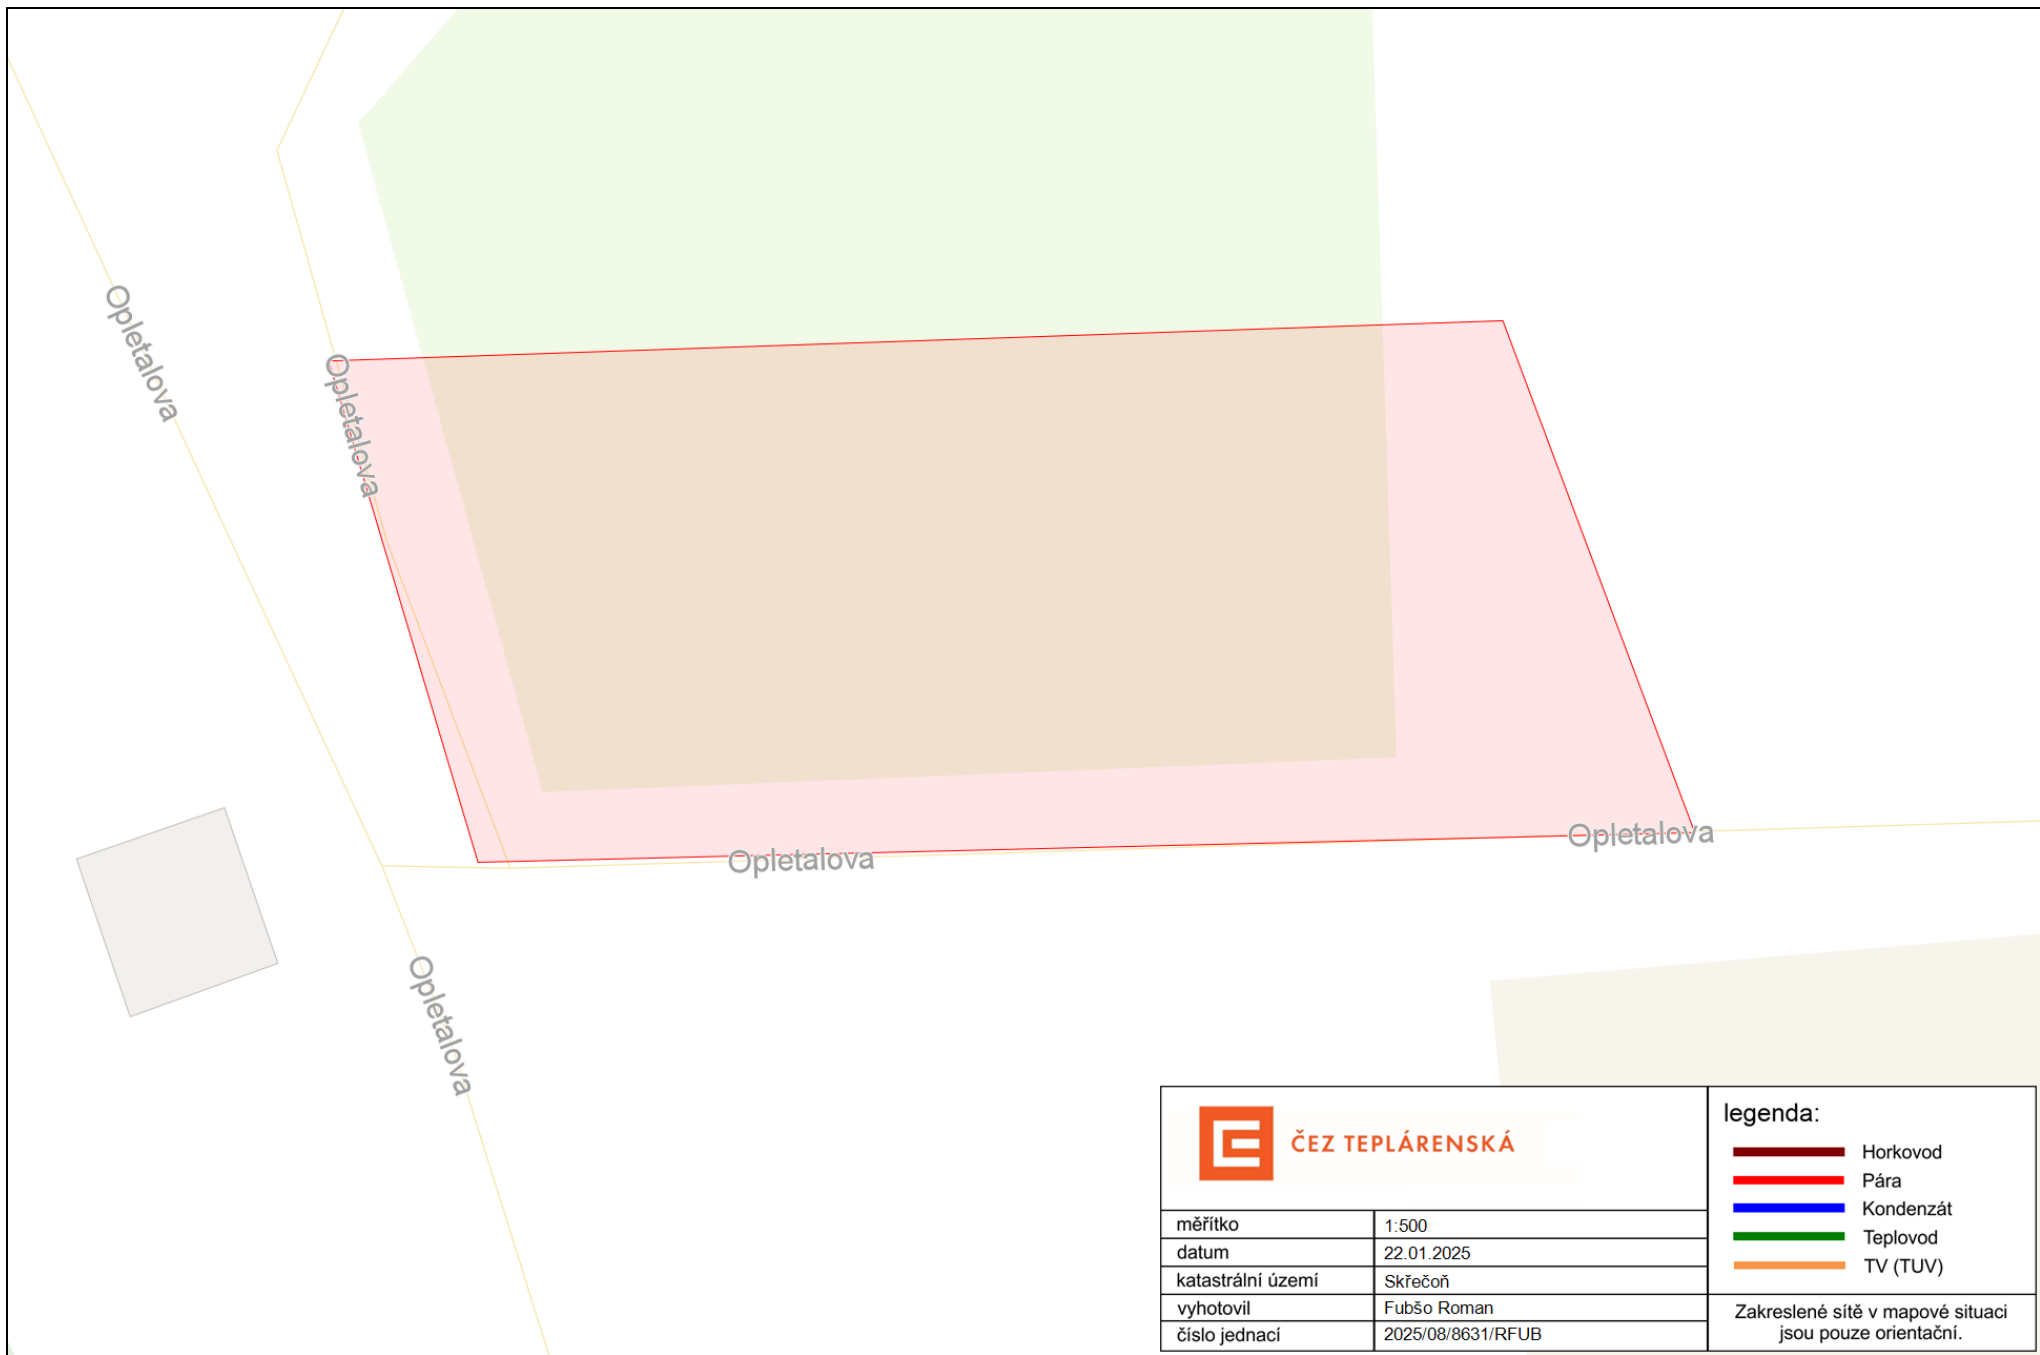 Opletalova
Opletalova
Opletalova
Opletalova
Opletalova
ČEZ TEPLÁRENSKÁ
měřítko 1:500
datum 22.01.2025
katastrální území Skřečoň
vyhotovil Fubšo Roman
číslo jednací 2025/08/8631/RFUB
legenda:
Horkovod
Pára
Kondenzát
Teplovod
TV (TUV)
Zakreslené sítě v mapové situaci
jsou pouze orientační.